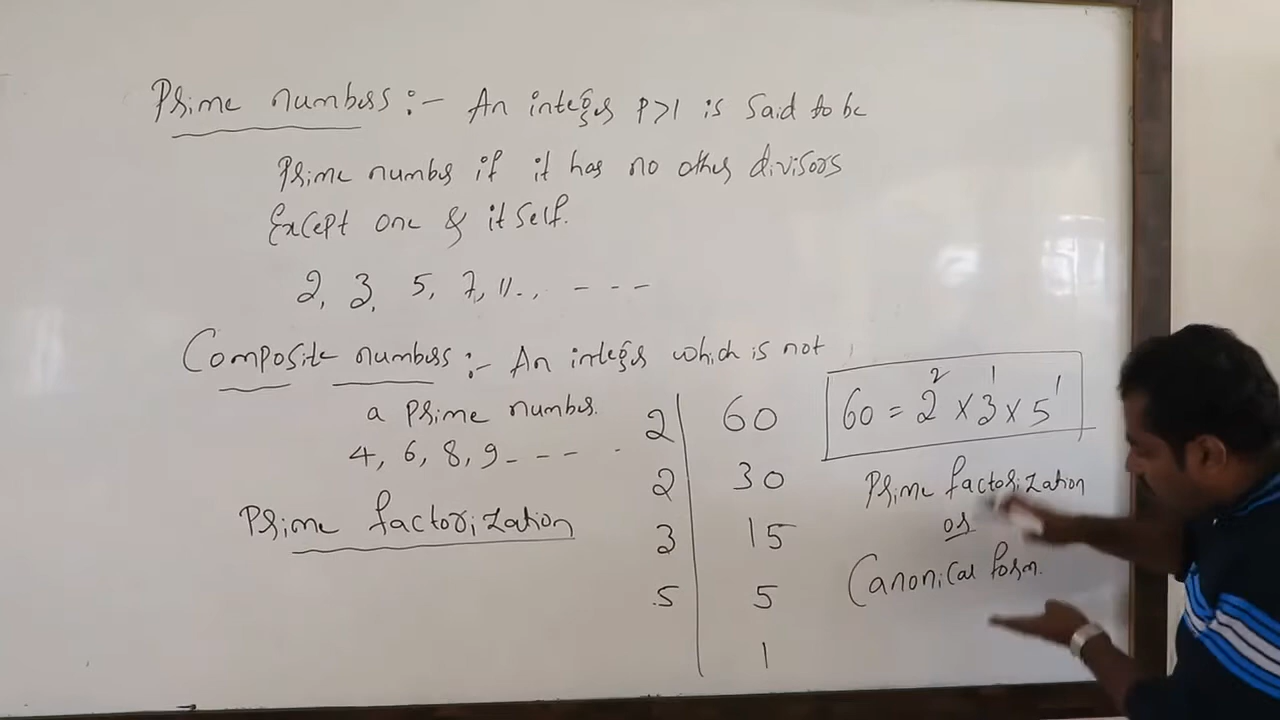 Prime numbers :- An integer p>1 is said to be
Prime number if it has no other divisors
Except one & itself.
2, 3, 5, 7, 11.., - - -
Composite numbers :- An integer which is not
a prime number.
4, 6, 8, 9 - - - -
Prime factorization
2 60
2 30
3 15
5 5
1
60 = 2² × 3¹ × 5¹
Prime factorization
or
Canonical form.